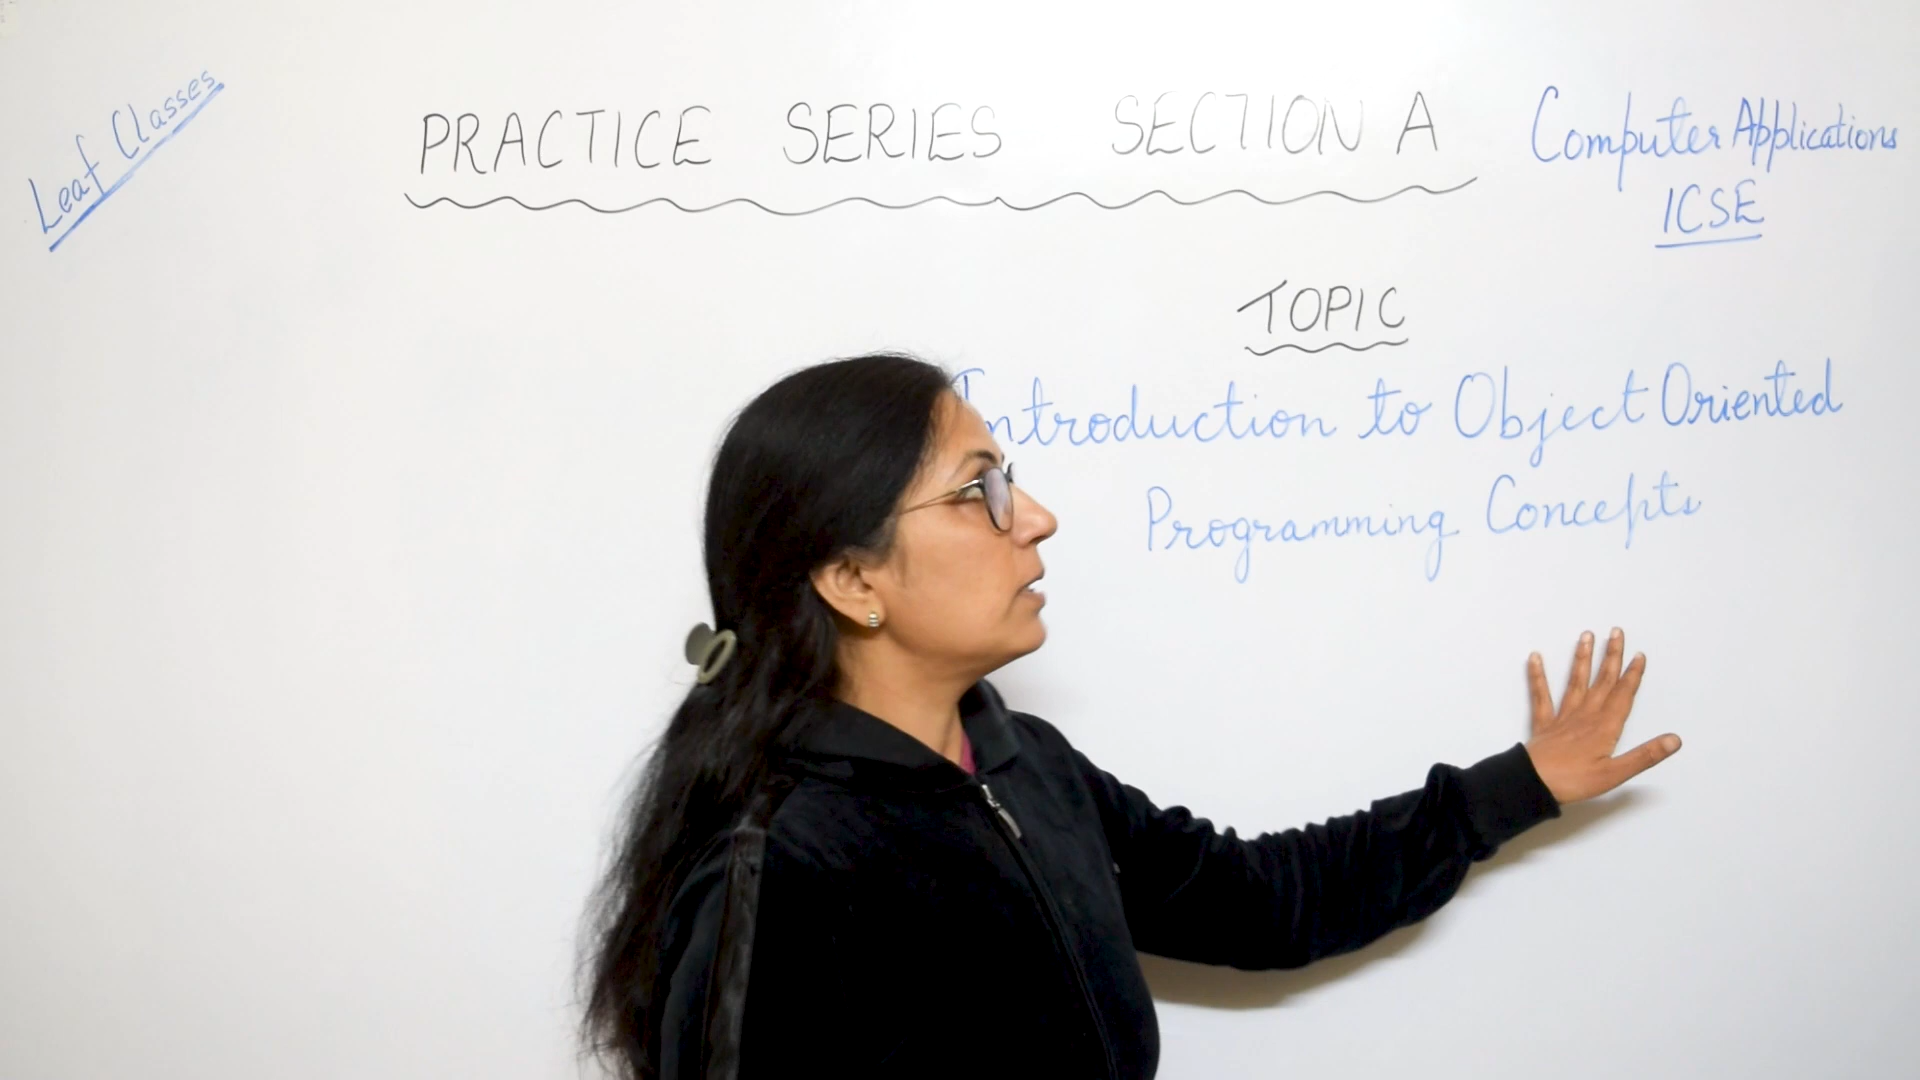 Leaf Classes
PRACTICE SERIES SECTION A
Computer Applications
ICSE
TOPIC
Introduction to Object Oriented
Programming Concepts